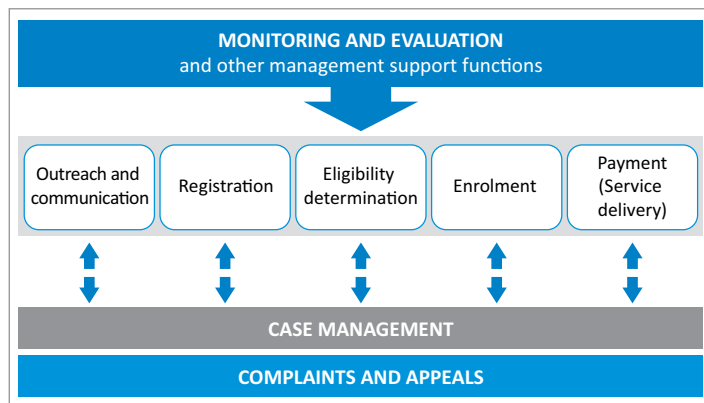 MONITORING AND EVALUATION
and other management support functions
Outreach and
communication
Registration
Eligibility
determination
Enrolment
Payment
(Service
delivery)
CASE MANAGEMENT
COMPLAINTS AND APPEALS